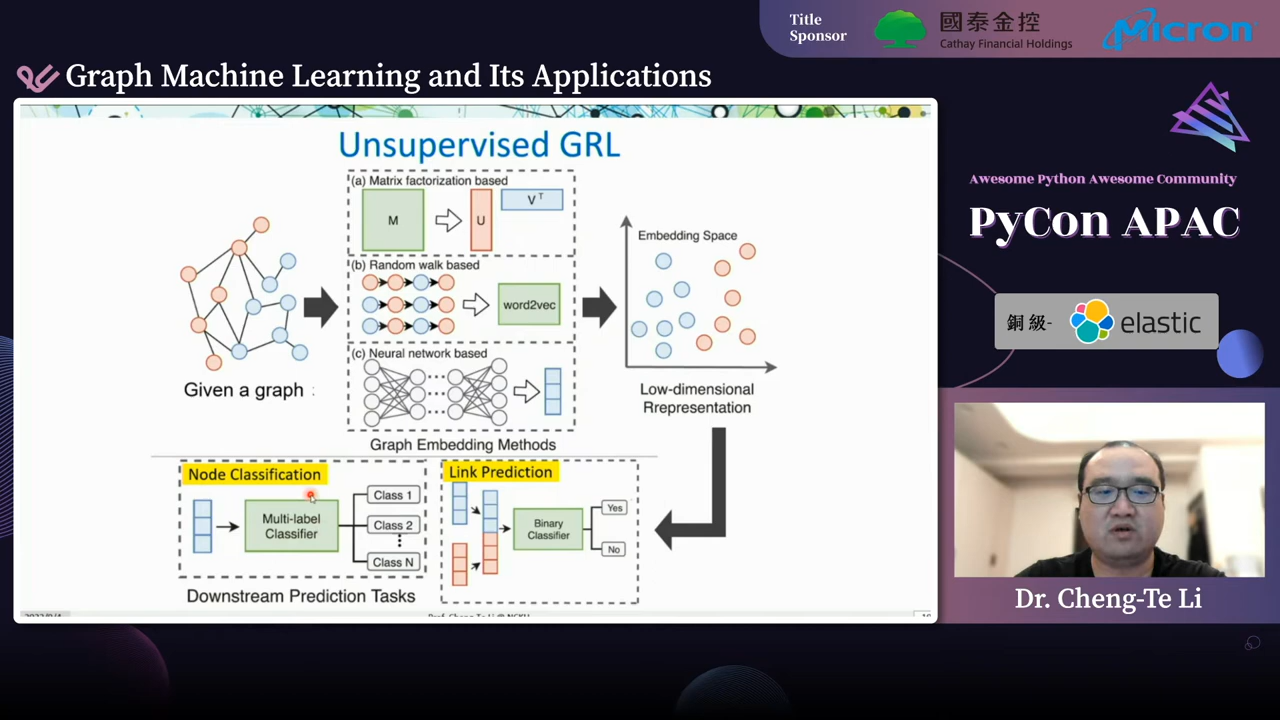 Title
Sponsor
國泰金控
Cathay Financial Holdings
Micron
Graph Machine Learning and Its Applications
Unsupervised GRL
(a) Matrix factorization based
M
U
V T
(b) Random walk based
word2vec
(c) Neural network based
Graph Embedding Methods
Given a graph :
Embedding Space
Low-dimensional
Rrepresentation
Node Classification
Multi-label
Classifier
Class 1
Class 2
Class N
Link Prediction
Binary
Classifier
Yes
No
Downstream Prediction Tasks
Awesome Python Awesome Community
PyCon APAC
銅級-
elastic
Dr. Cheng-Te Li